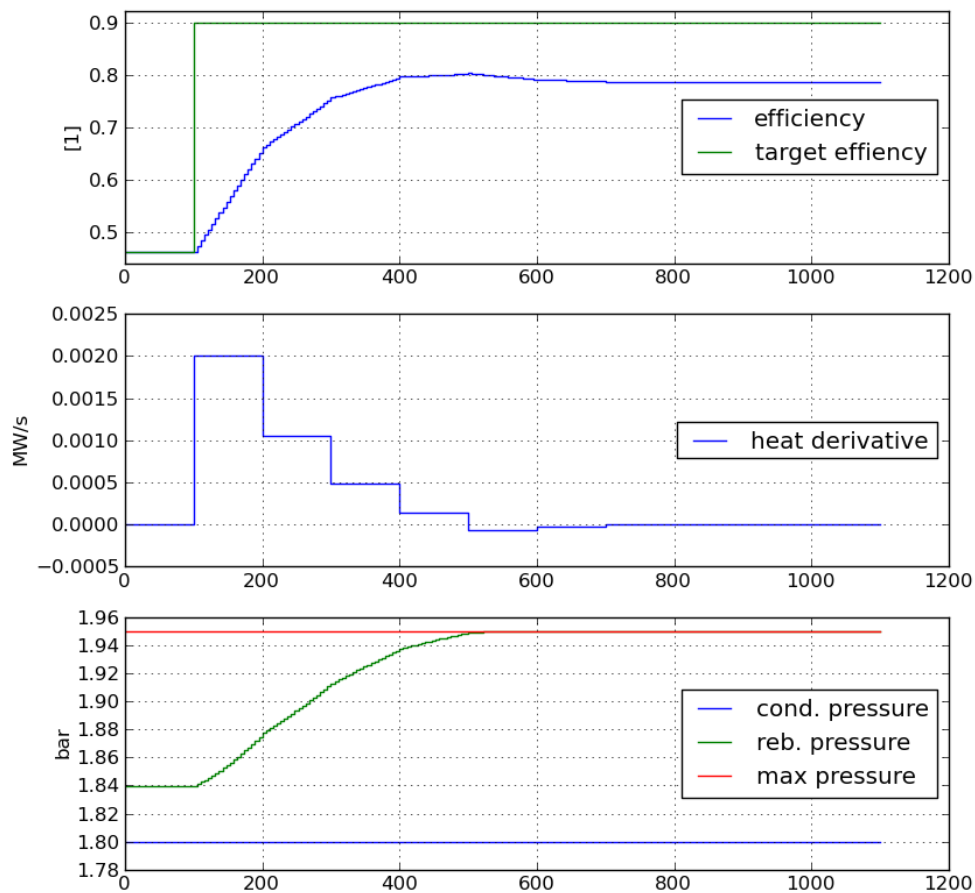 0.9
0.8
0.7
0.6
0.5
[1]
efficiency
target effiency
0 200 400 600 800 1000 1200
0.0025
0.0020
0.0015
0.0010
0.0005
0.0000
−0.0005
MW/s
heat derivative
0 200 400 600 800 1000 1200
1.96
1.94
1.92
1.90
1.88
1.86
1.84
1.82
1.80
1.78
bar
cond. pressure
reb. pressure
max pressure
0 200 400 600 800 1000 1200